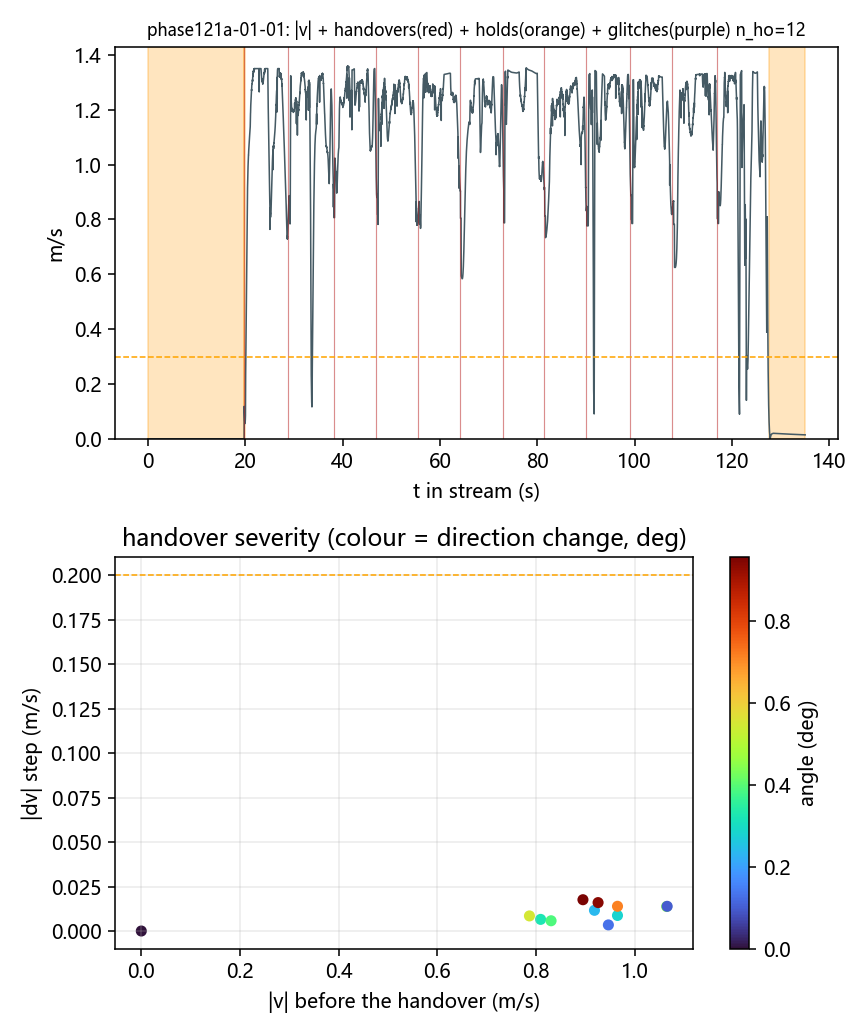 phase121a-01-01: |v| + handovers(red) + holds(orange) + glitches(purple) n_ho=12
1.4
1.2
1.0
0.8
0.6
0.4
0.2
0.0
m/s
0 20 40 60 80 100 120 140
t in stream (s)
handover severity (colour = direction change, deg)
0.200
0.175
0.150
0.125
0.100
0.075
0.050
0.025
0.000
|dv| step (m/s)
0.0 0.2 0.4 0.6 0.8 1.0
|v| before the handover (m/s)
0.8
0.6
0.4
0.2
0.0
angle (deg)